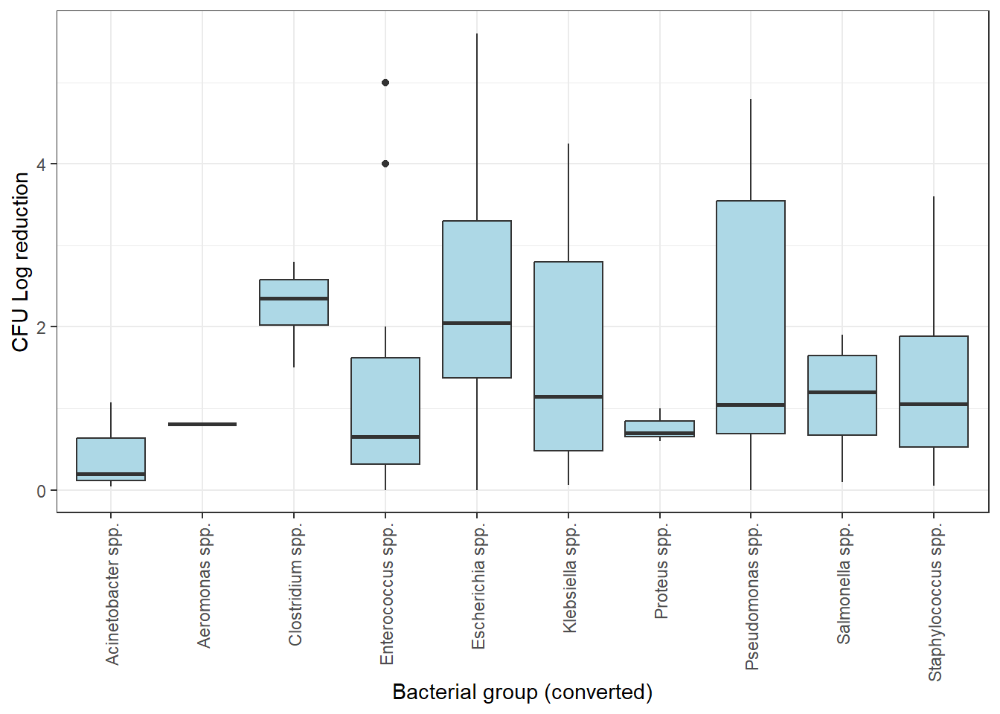 CFU Log reduction
4
2
0
Acinetobacter spp.
Aeromonas spp.
Clostridium spp.
Enterococcus spp.
Escherichia spp.
Klebsiella spp.
Proteus spp.
Pseudomonas spp.
Salmonella spp.
Staphylococcus spp.
Bacterial group (converted)